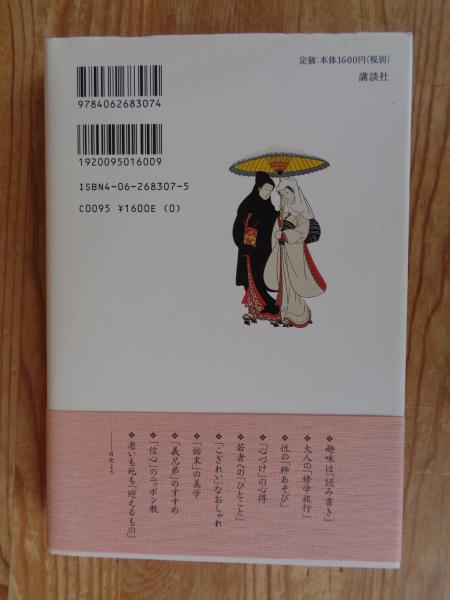 9784062683074
1920095016009
ISBN4-06-268307-5
C0095 ¥1600E (0)
定価:本体1600円(税別)
講談社
❖趣味は「読み書き」
❖大人の「修学旅行」
❖性の「粋あそび」
❖「心づけ」の心得
❖若者への「ひとこと」
❖「こぎれい」なおしゃれ
❖「始末」の美学
❖「義兄弟」のすすめ
❖「信心」のニッポン教
❖老いも死も「迎えるもの」
——目次より